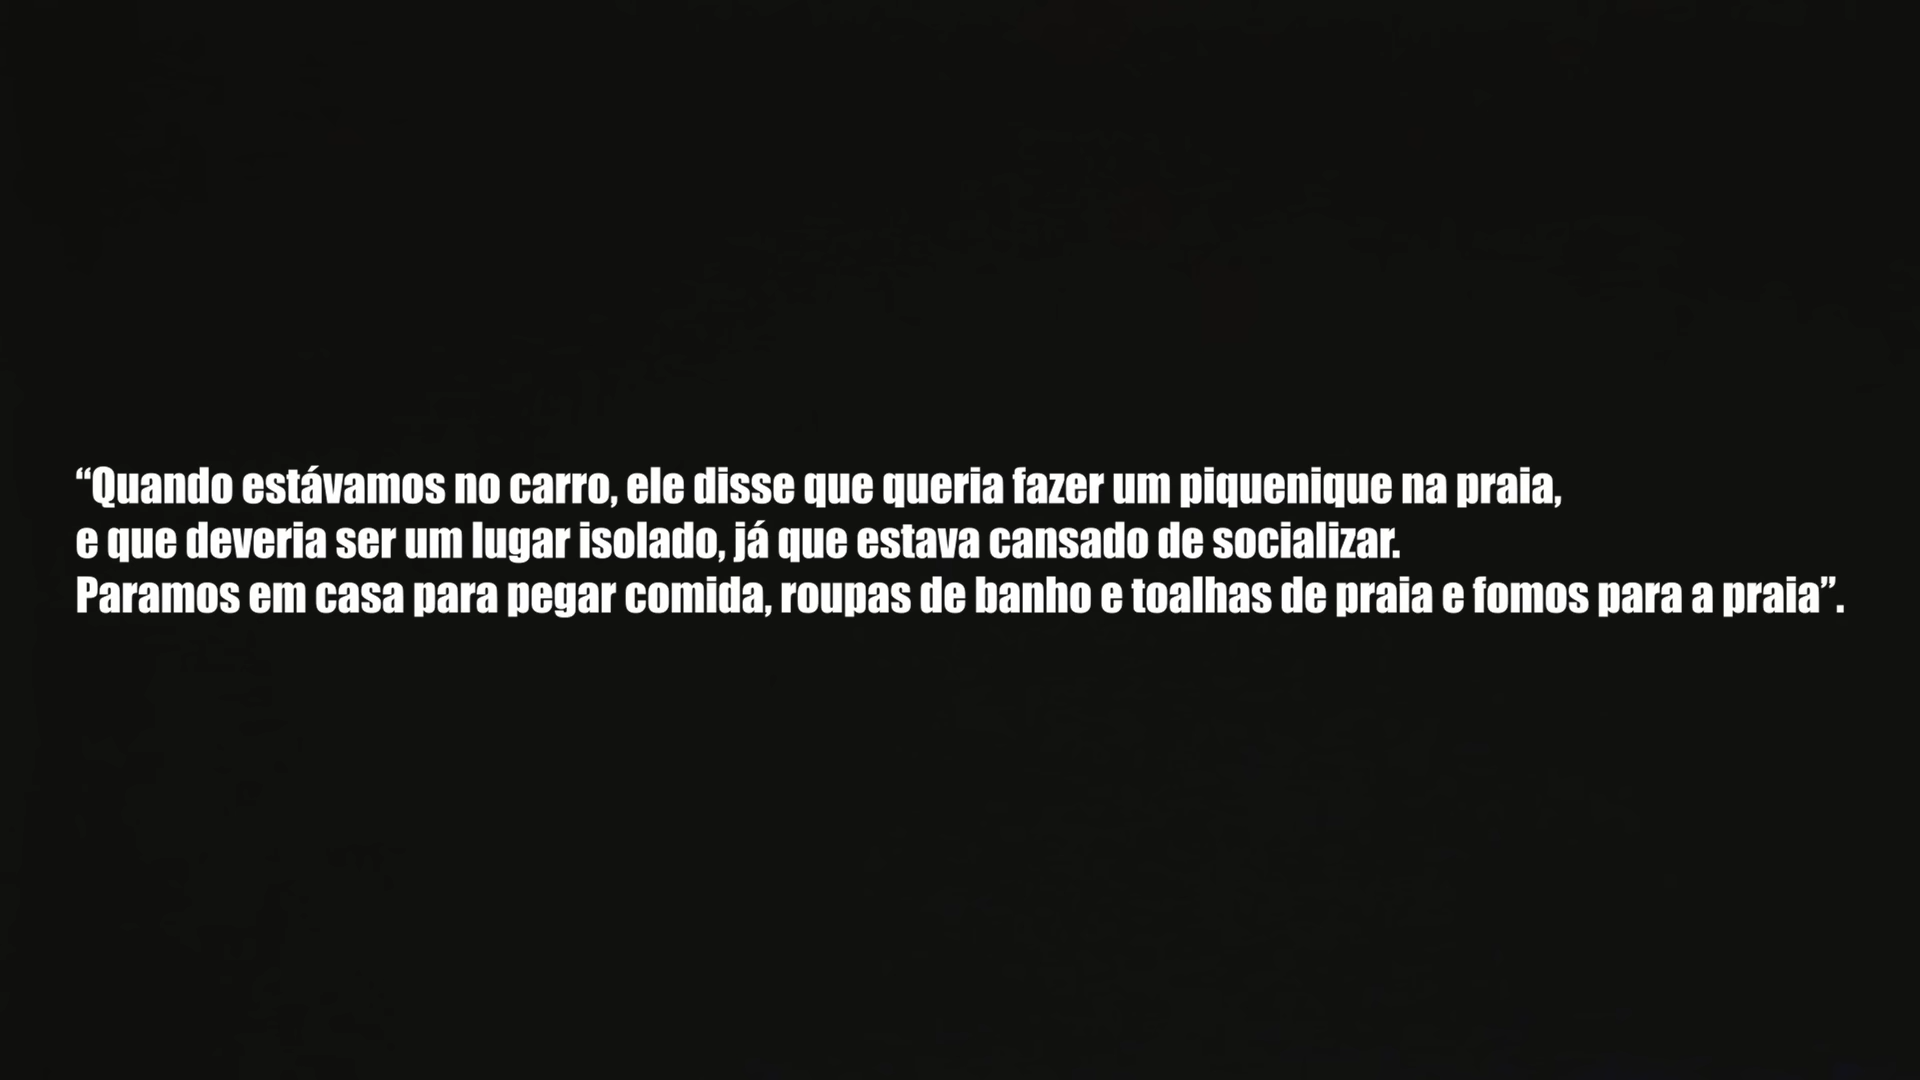 “Quando estávamos no carro, ele disse que queria fazer um piquenique na praia,
e que deveria ser um lugar isolado, já que estava cansado de socializar.
Paramos em casa para pegar comida, roupas de banho e toalhas de praia e fomos para a praia”.